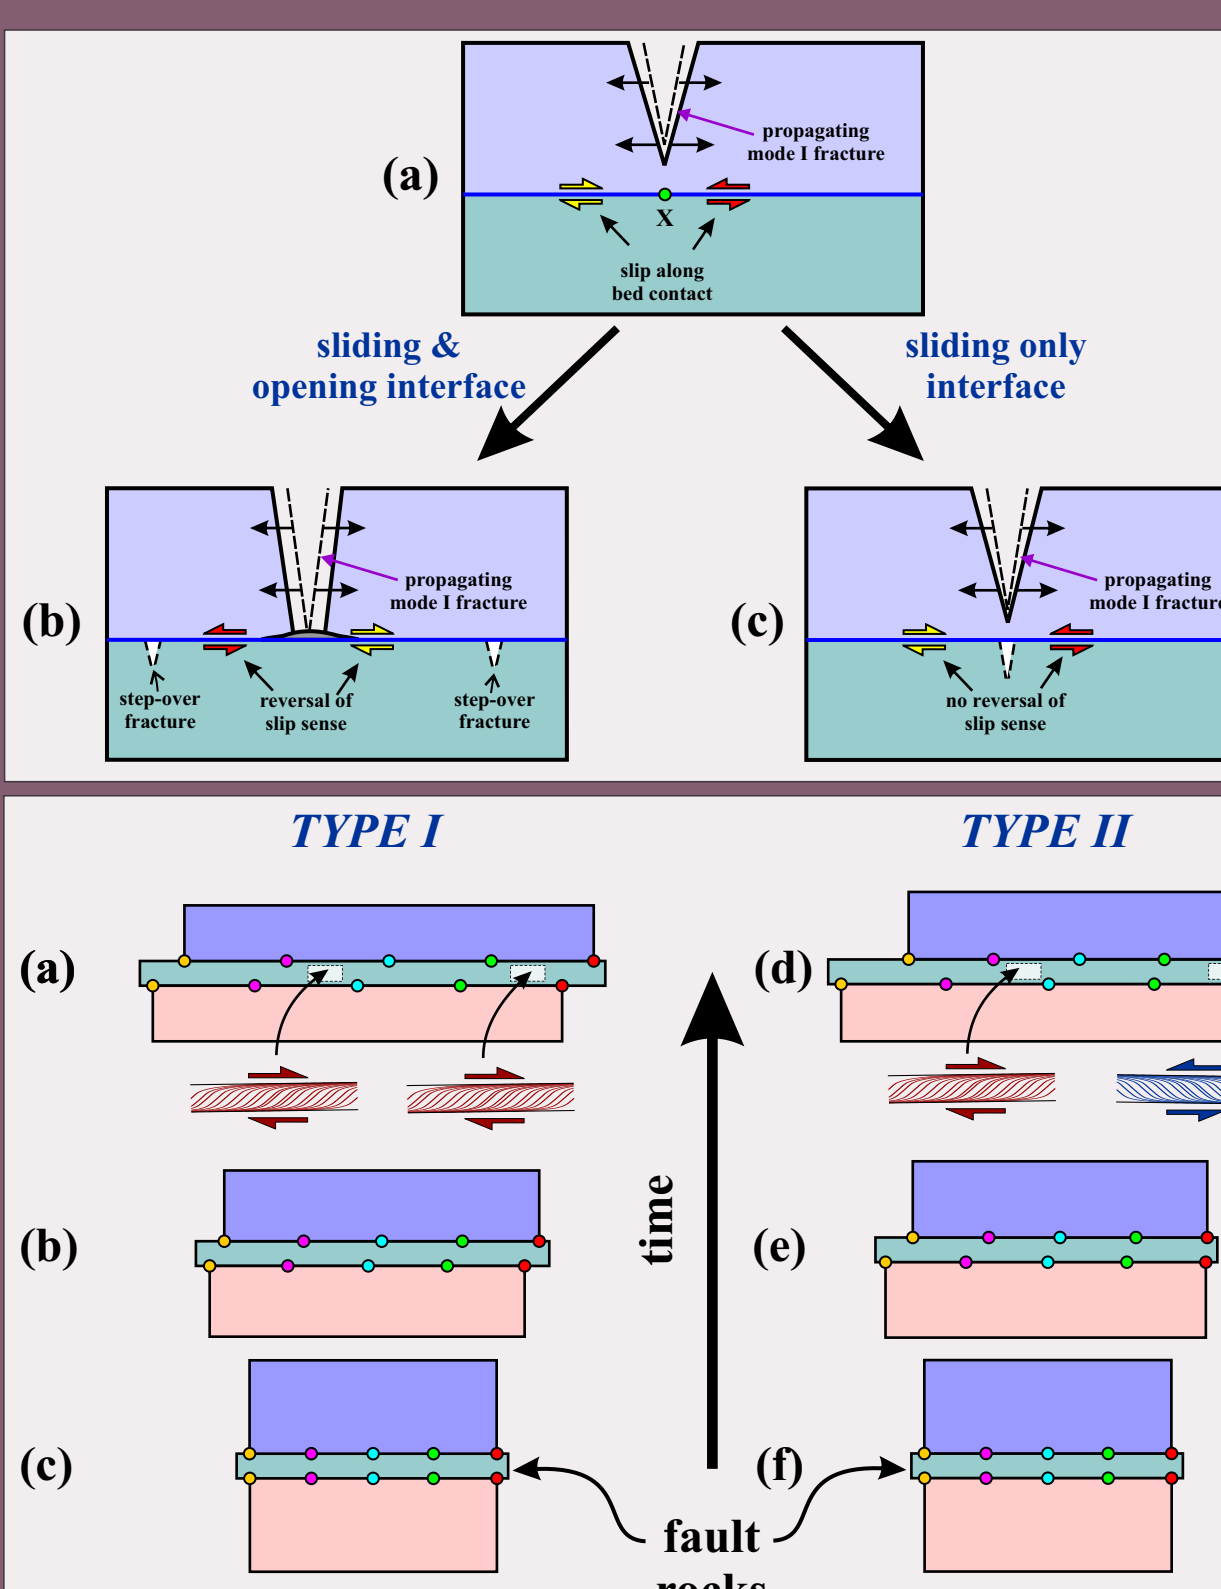 (a)
propagating
mode I fracture
X
slip along
bed contact
sliding &
opening interface
sliding only
interface
(b)
propagating
mode I fracture
step-over
fracture
reversal of
slip sense
step-over
fracture
(c)
propagating
mode I fracture
no reversal of
slip sense
TYPE I
TYPE II
(a)
(d)
time
(b)
(e)
(c)
(f)
fault
rocks